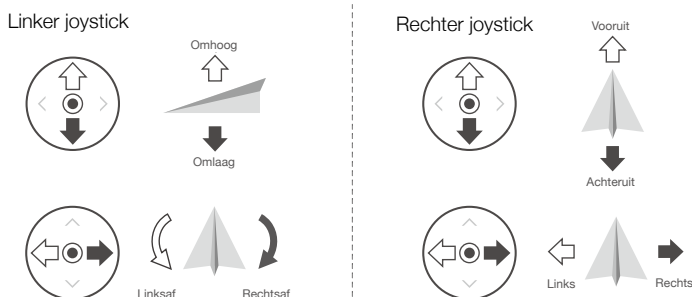 Linker joystick
Omhoog
Omlaag
Linksaf
Rechtsaf
Rechter joystick
Vooruit
Achteruit
Links
Rechts